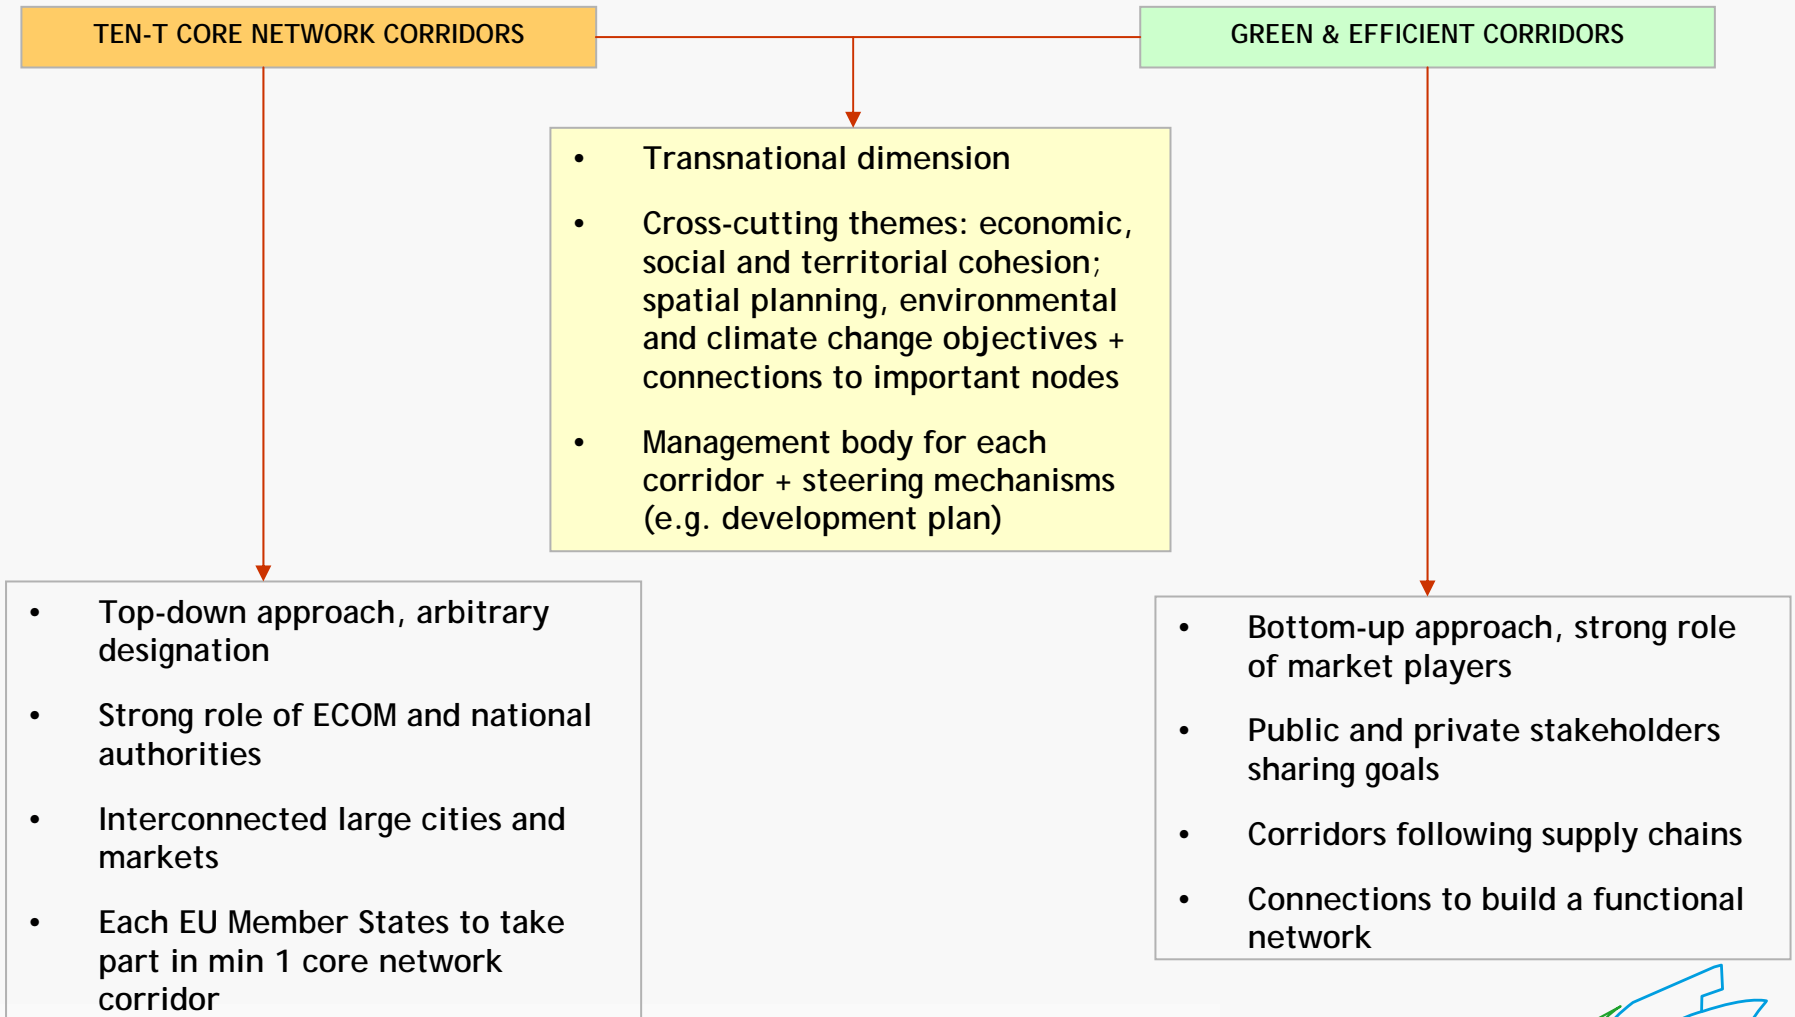 TEN-T CORE NETWORK CORRIDORS
GREEN & EFFICIENT CORRIDORS
• Transnational dimension
• Cross-cutting themes: economic,
social and territorial cohesion;
spatial planning, environmental
and climate change objectives +
connections to important nodes
• Management body for each
corridor + steering mechanisms
(e.g. development plan)
• Top-down approach, arbitrary
designation
• Strong role of ECOM and national
authorities
• Interconnected large cities and
markets
• Each EU Member States to take
part in min 1 core network
corridor
• Bottom-up approach, strong role
of market players
• Public and private stakeholders
sharing goals
• Corridors following supply chains
• Connections to build a functional
network